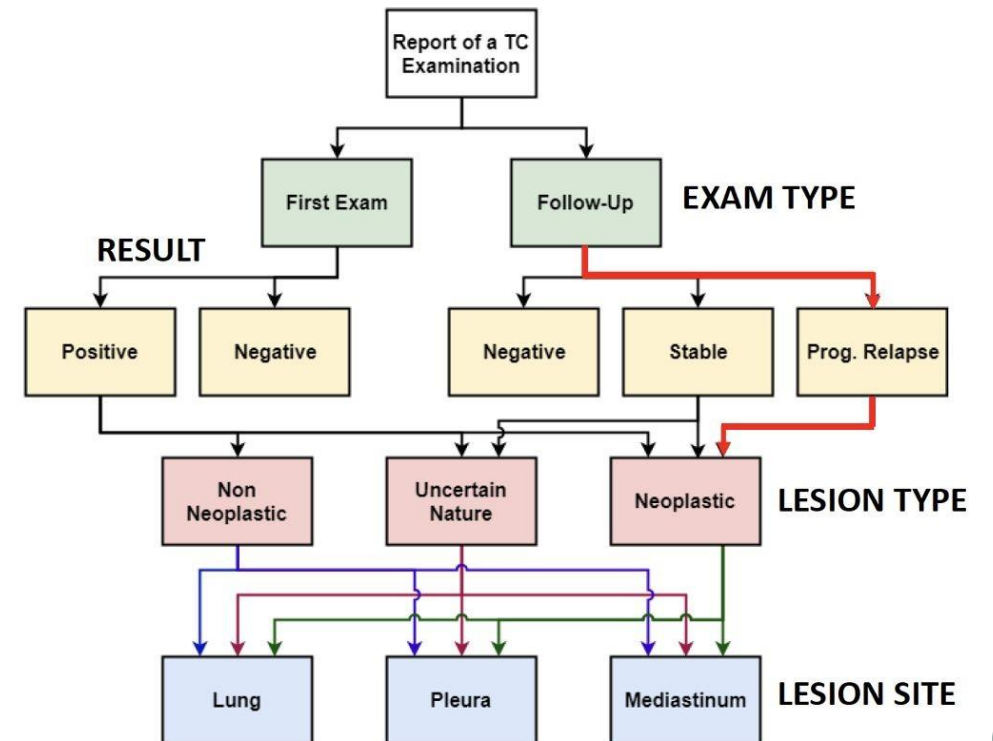 Report of a TC
Examination
First Exam
Follow-Up
EXAM TYPE
RESULT
Positive
Negative
Negative
Stable
Prog. Relapse
Non
Neoplastic
Uncertain
Nature
Neoplastic
LESION TYPE
Lung
Pleura
Mediastinum
LESION SITE